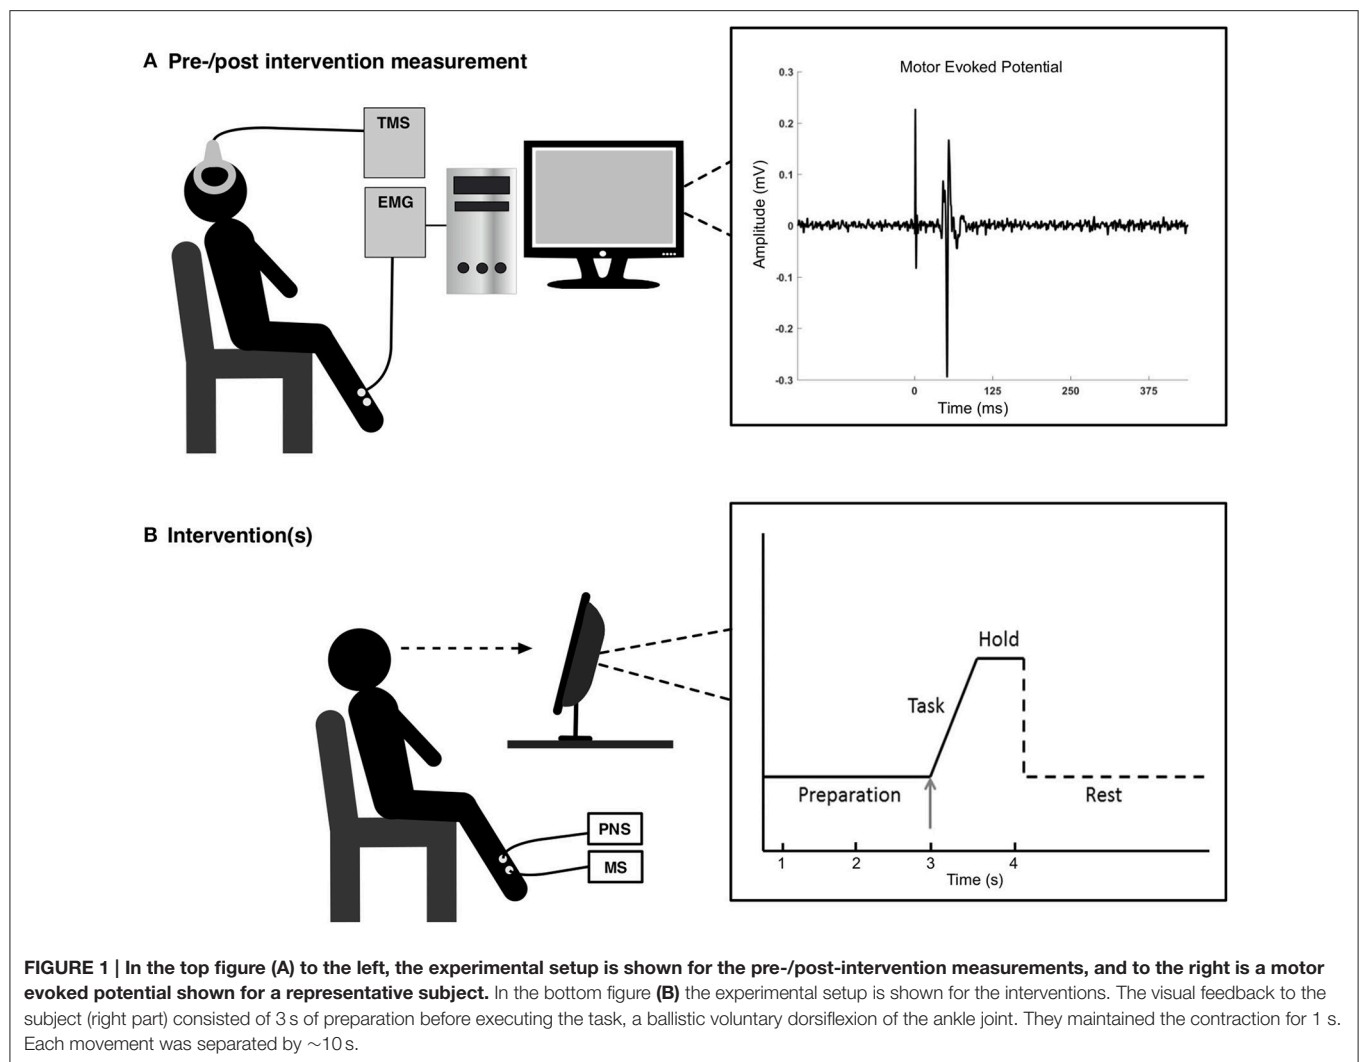 A Pre-/post intervention measurement
TMS
EMG
Motor Evoked Potential
0.3
0.2
0.1
0
-0.1
-0.2
-0.3
Amplitude (mV)
0 125 250 375
Time (ms)
B Intervention(s)
PNS
MS
Hold
Task
Preparation
Rest
1 2 3 4
Time (s)
FIGURE 1 | In the top figure (A) to the left, the experimental setup is shown for the pre-/post-intervention measurements, and to the right is a motor
evoked potential shown for a representative subject. In the bottom figure (B) the experimental setup is shown for the interventions. The visual feedback to the
subject (right part) consisted of 3 s of preparation before executing the task, a ballistic voluntary dorsiflexion of the ankle joint. They maintained the contraction for 1 s.
Each movement was separated by ∼10 s.